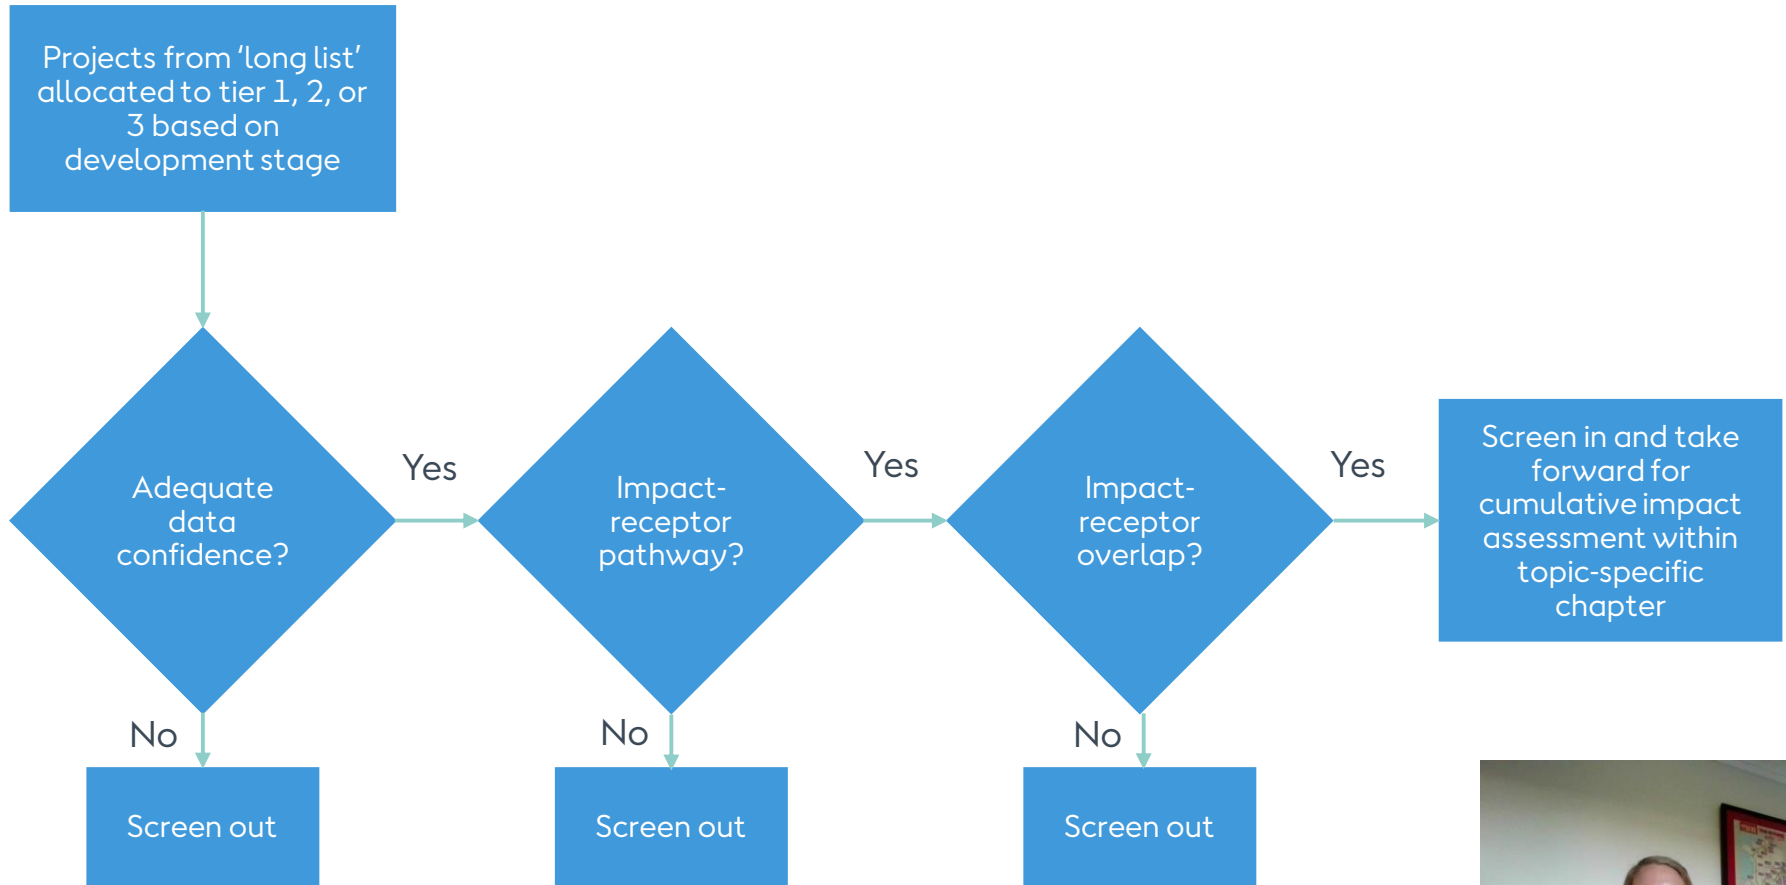 Projects from ‘long list’
allocated to tier 1, 2, or
3 based on
development stage
Adequate
data
confidence?
Yes
Impact-
receptor
pathway?
Yes
Impact-
receptor
overlap?
Yes
Screen in and take
forward for
cumulative impact
assessment within
topic-specific
chapter
No
No
No
Screen out
Screen out
Screen out